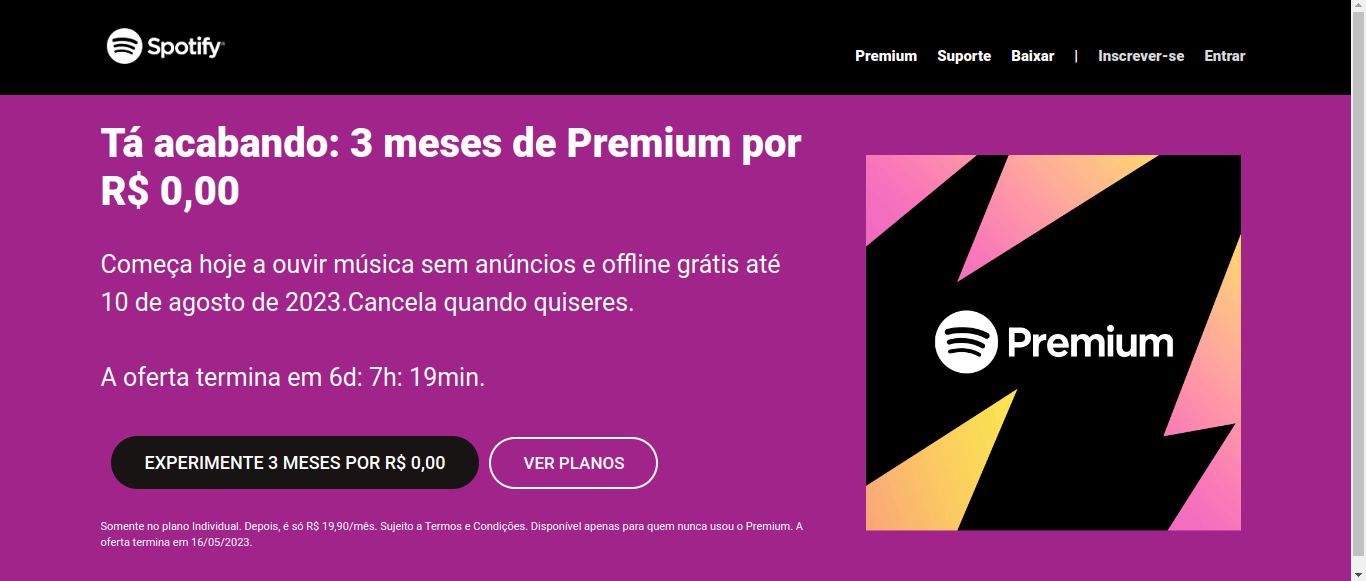 Spotify
Premium Suporte Baixar | Inscrever-se Entrar
Tá acabando: 3 meses de Premium por
R$ 0,00
Começa hoje a ouvir música sem anúncios e offline grátis até
10 de agosto de 2023.Cancela quando quiseres.
Premium
A oferta termina em 6d: 7h: 19min.
EXPERIMENTE 3 MESES POR R$ 0,00
VER PLANOS
Somente no plano Individual. Depois, é só R$ 19,90/mês. Sujeito a Termos e Condições. Disponível apenas para quem nunca usou o Premium. A
oferta termina em 16/05/2023.